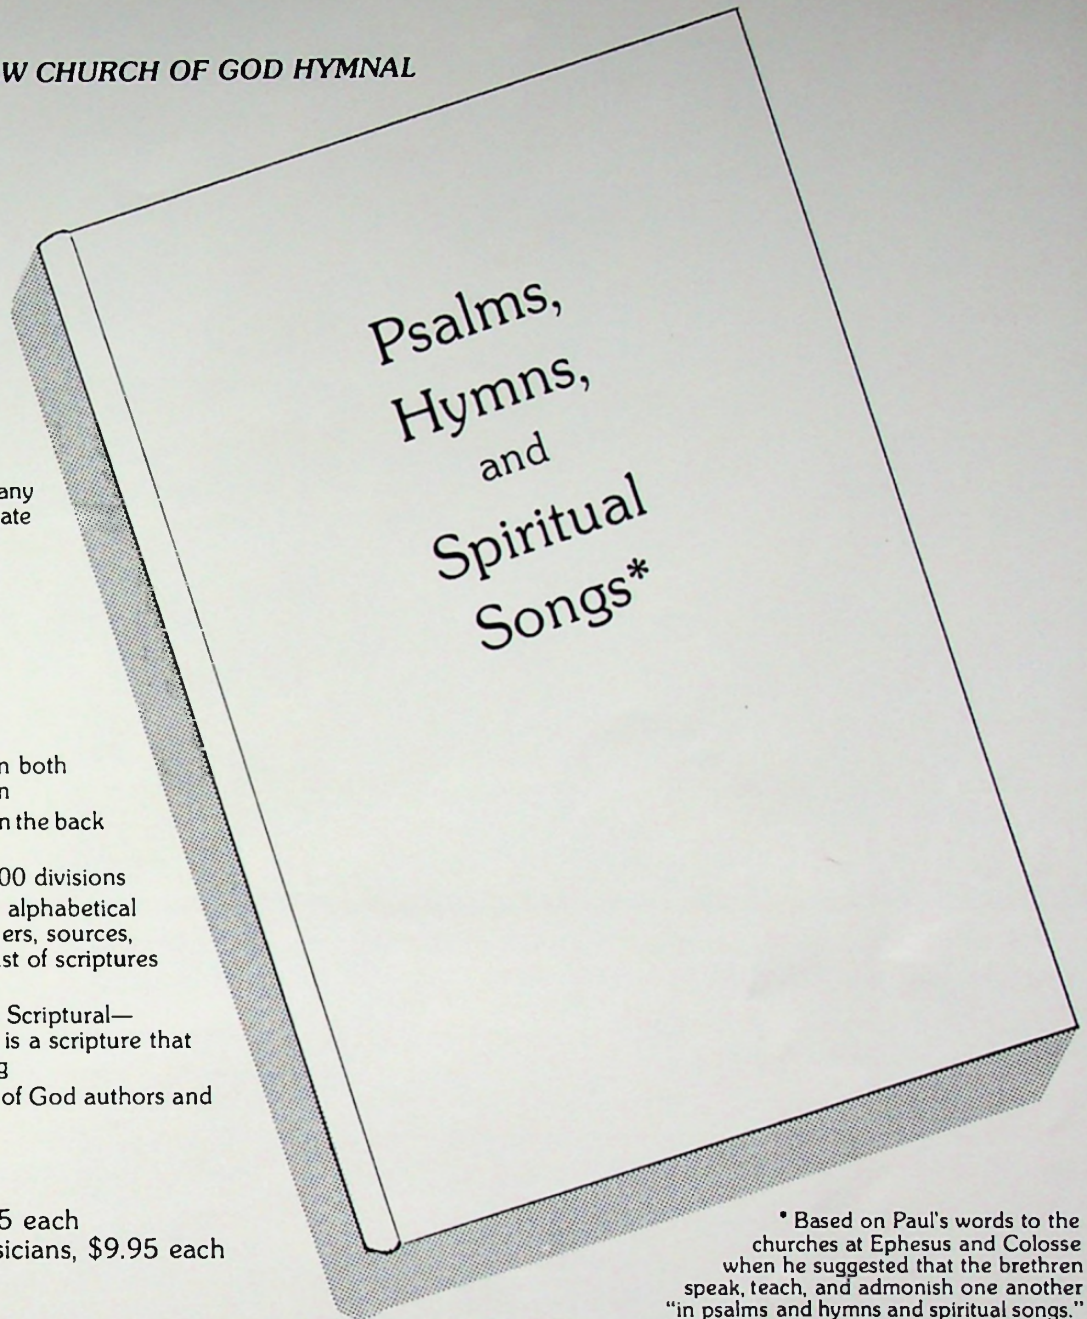 W CHURCH OF GOD HYMNAL
Psalms,
Hymns,
and
Spiritual
Songs*
any
ate
n both
n
n the back
00 divisions
alphabetical
ers, sources,
st of scriptures
Scriptural—
is a scripture that
g
of God authors and
5 each
sicians, $9.95 each
* Based on Paul's words to the
churches at Ephesus and Colosse
when he suggested that the brethren
speak, teach, and admonish one another
“in psalms and hymns and spiritual songs.”